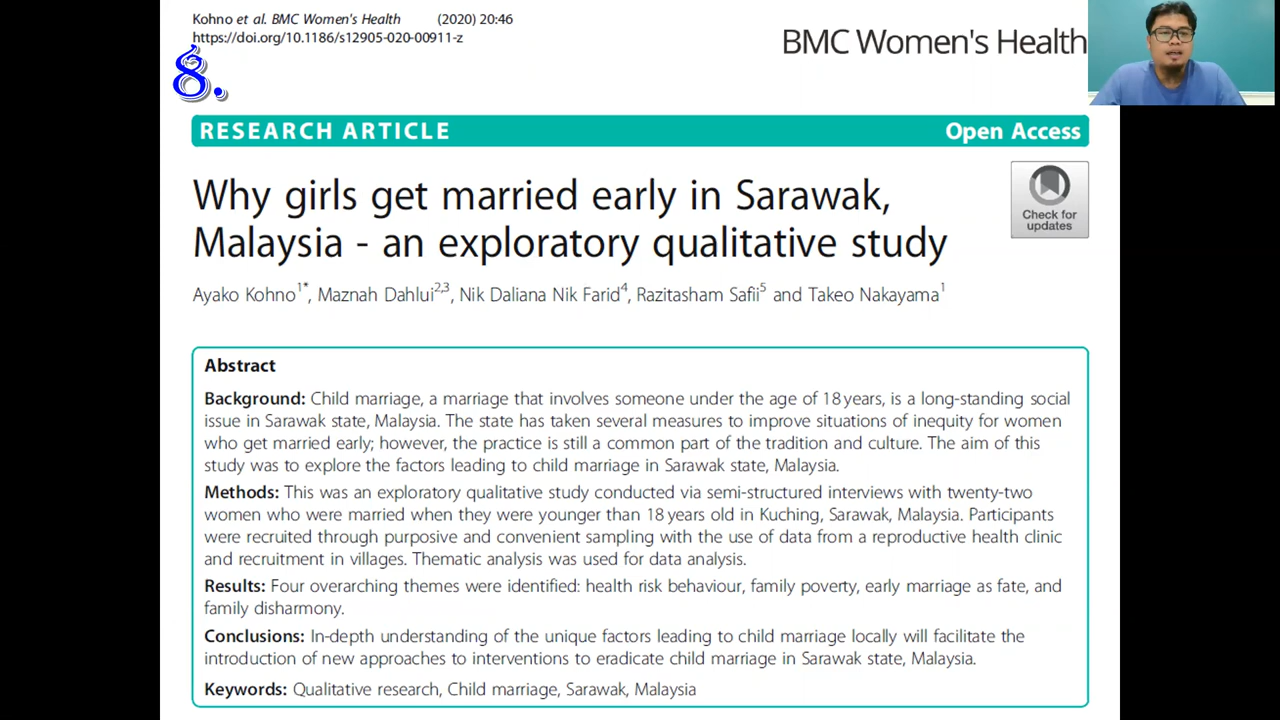 Kohno et al. BMC Women's Health (2020) 20:46
https://doi.org/10.1186/s12905-020-00911-z
BMC Women's Health
8.
RESEARCH ARTICLE Open Access
Why girls get married early in Sarawak,
Malaysia - an exploratory qualitative study
Check for
updates
Ayako Kohno1*, Maznah Dahlui2,3, Nik Daliana Nik Farid4, Razitasham Safii5 and Takeo Nakayama1
Abstract
Background: Child marriage, a marriage that involves someone under the age of 18 years, is a long-standing social
issue in Sarawak state, Malaysia. The state has taken several measures to improve situations of inequity for women
who get married early; however, the practice is still a common part of the tradition and culture. The aim of this
study was to explore the factors leading to child marriage in Sarawak state, Malaysia.
Methods: This was an exploratory qualitative study conducted via semi-structured interviews with twenty-two
women who were married when they were younger than 18 years old in Kuching, Sarawak, Malaysia. Participants
were recruited through purposive and convenient sampling with the use of data from a reproductive health clinic
and recruitment in villages. Thematic analysis was used for data analysis.
Results: Four overarching themes were identified: health risk behaviour, family poverty, early marriage as fate, and
family disharmony.
Conclusions: In-depth understanding of the unique factors leading to child marriage locally will facilitate the
introduction of new approaches to interventions to eradicate child marriage in Sarawak state, Malaysia.
Keywords: Qualitative research, Child marriage, Sarawak, Malaysia